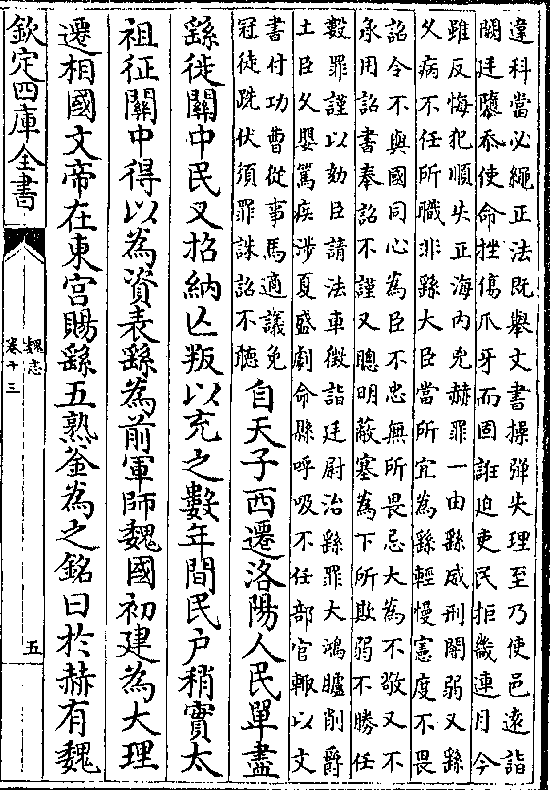 違科當必繩正法既舉文書操彈失理至乃使邑遠詣
闕廷隳忝使命挫傷爪牙而固誑迫吏民拒畿連月今
雖反悔犯順失正海内兇赫罪一由繇威刑闇弱又繇
久病不任所職非繇大臣當所宜為繇輕慢憲度不畏
詔令不與國同心為臣不忠無所畏忌大為不敬又不
承用詔書奉詔不謹又聰明蔽塞為下所欺弱不勝任
數罪謹以劾臣請法車徵詣廷尉治繇罪大鴻臚削爵
土臣久嬰篤疾涉夏盛劇命縣呼吸不任部官輒以文
書付功曹從事馬適議免
冠徒跣伏須罪誅詔不聽
自天子西遷洛陽人民單盡
繇徙關中民又招納亡叛以充之數年間民户稍實太
祖征關中得以為資表繇為前軍師魏國初建為大理
遷相國文帝在東宮賜繇五熟釜為之銘曰於赫有魏
欽定四庫全書
魏志
卷十三
五